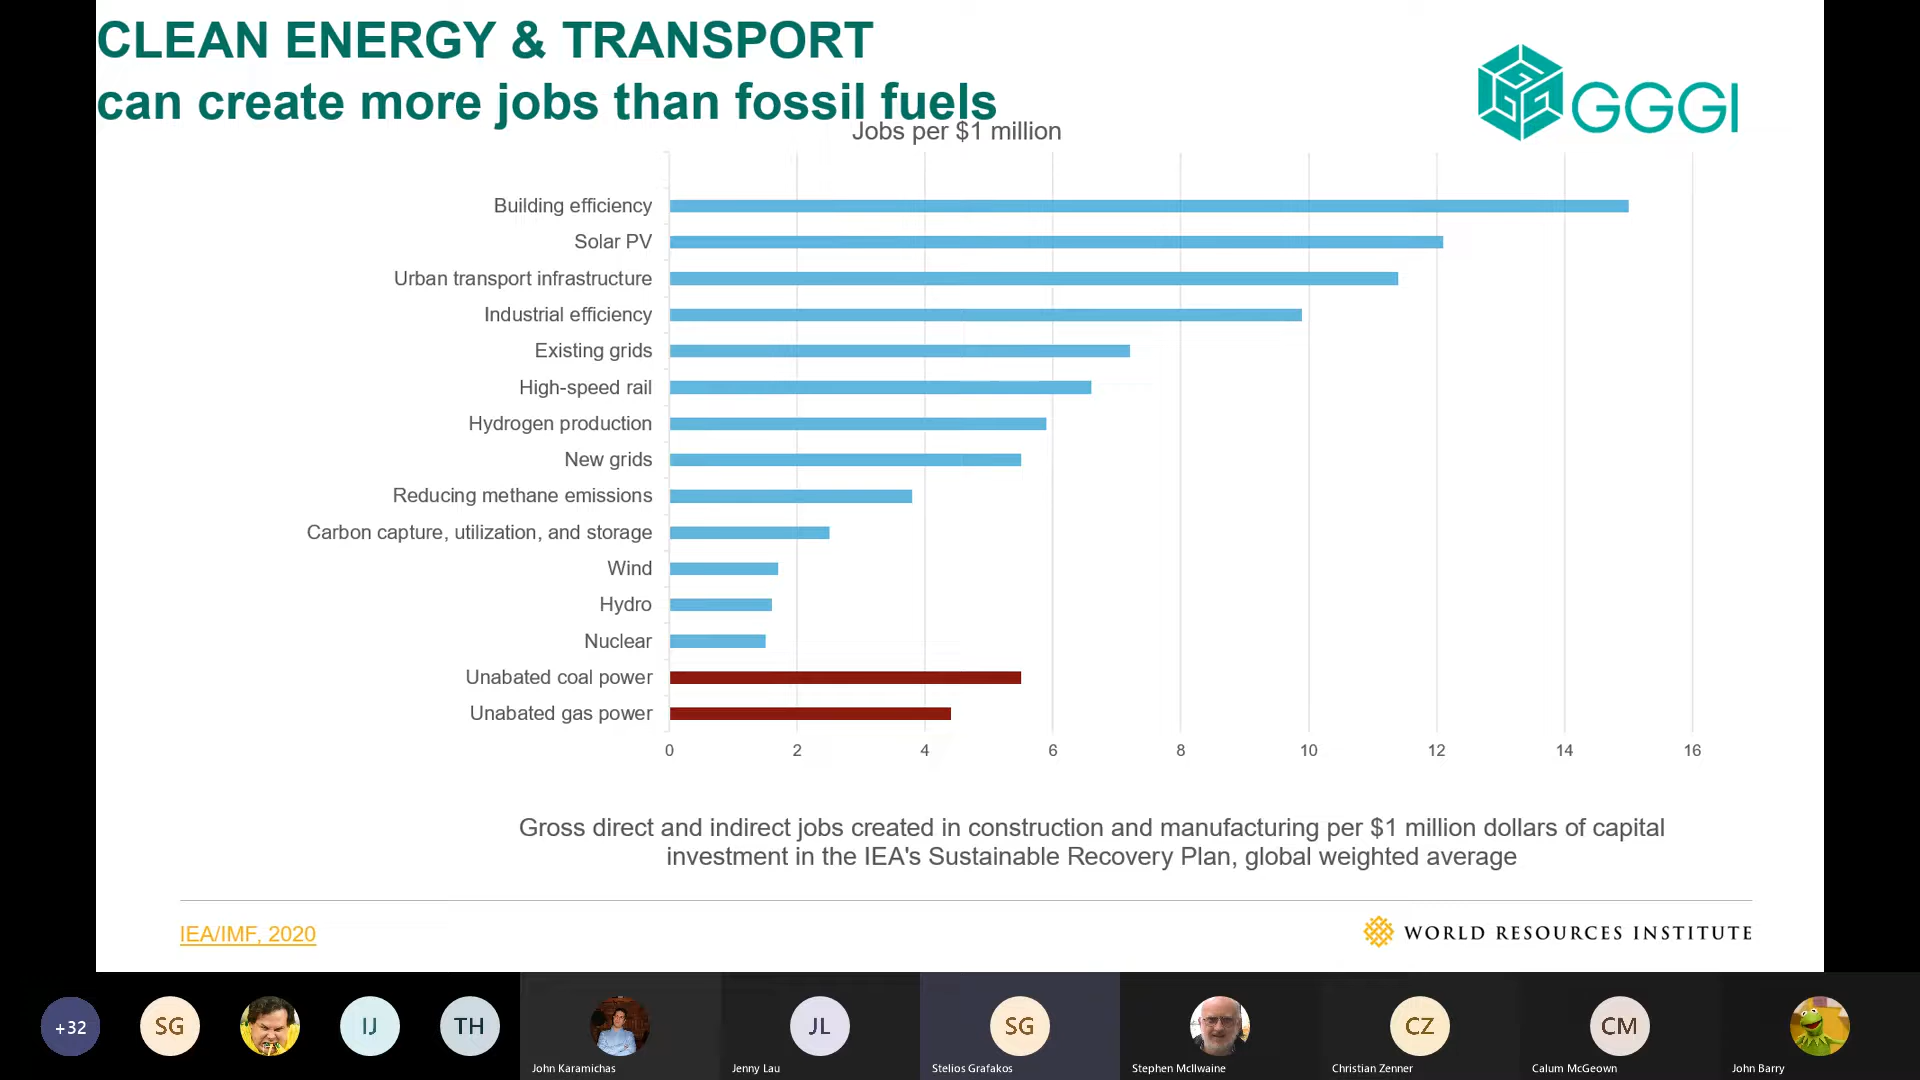 CLEAN ENERGY & TRANSPORT
can create more jobs than fossil fuels
GGGI
Jobs per $1 million
Building efficiency
Solar PV
Urban transport infrastructure
Industrial efficiency
Existing grids
High-speed rail
Hydrogen production
New grids
Reducing methane emissions
Carbon capture, utilization, and storage
Wind
Hydro
Nuclear
Unabated coal power
Unabated gas power
0 2 4 6 8 10 12 14 16
Gross direct and indirect jobs created in construction and manufacturing per $1 million dollars of capital
investment in the IEA's Sustainable Recovery Plan, global weighted average
IEA/IMF, 2020
WORLD RESOURCES INSTITUTE
+32 SG IJ TH JL SG CZ CM
John Karamichas Jenny Lau Stelios Grafakos Stephen McIlwaine Christian Zenner Calum McGeown John Barry